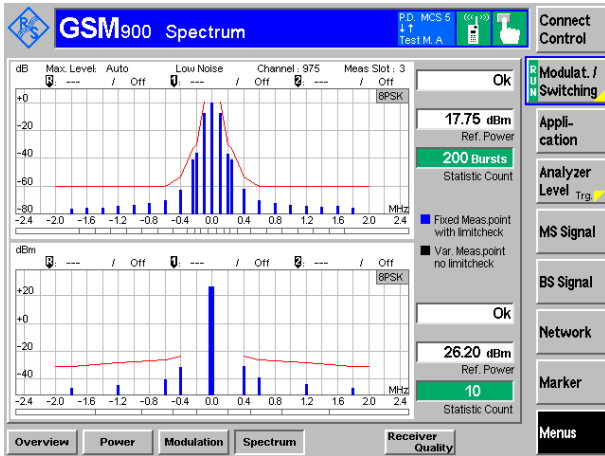 R S
GSM900 Spectrum
P.D. MCS 5
Test M. A.
Connect Control
dB Max. Level: Auto Low Noise Channel : 975 Meas Slot : 3
1: --- / Off 1: --- / Off 2: --- / Off
8PSK
+0
-20
-40
-60
-80
MHz
-2.4 -2.0 -1.6 -1.2 -0.8 -0.4 0.0 0.4 0.8 1.2 1.6 2.0 2.4
Ok
17.75 dBm
Ref. Power
200 Bursts
Statistic Count
Fixed Meas.point with limitcheck
Var. Meas.point no limitcheck
dBm
1: --- / Off 1: --- / Off 2: --- / Off
8PSK
+20
+0
-20
-40
MHz
-2.4 -2.0 -1.6 -1.2 -0.8 -0.4 0.0 0.4 0.8 1.2 1.6 2.0 2.4
Ok
26.20 dBm
Ref. Power
10
Statistic Count
RUN
Modulat. / Switching
Appli- cation
Analyzer Level Trg.
MS Signal
BS Signal
Network
Marker
Menus
Overview
Power
Modulation
Spectrum
Receiver Quality